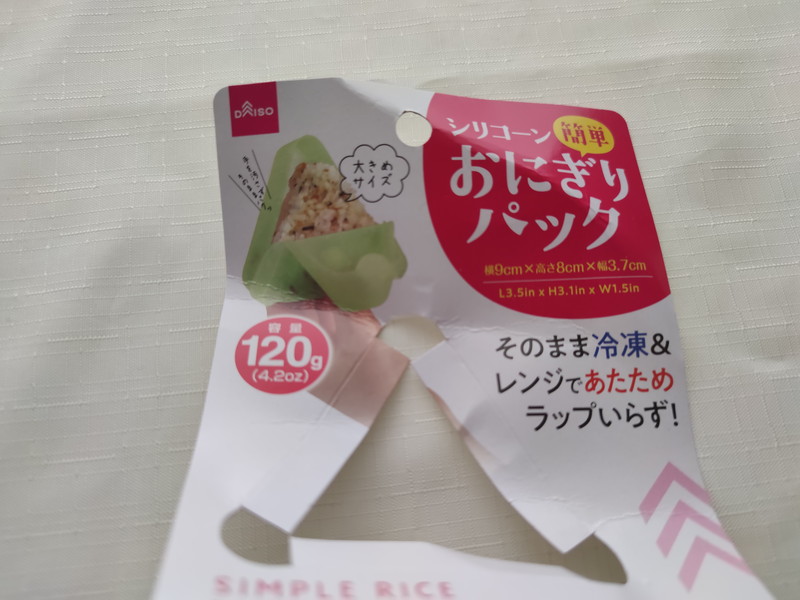 DAISO
シリコーン
簡単
おにぎり
パック
横9cm×高さ8cm×幅3.7cm
L3.5in x H3.1in x W1.5in
大きめ
サイズ
容量
120g
(4.2oz)
そのまま冷凍&
レンジであたため
ラップいらず!
SIMPLE RICE